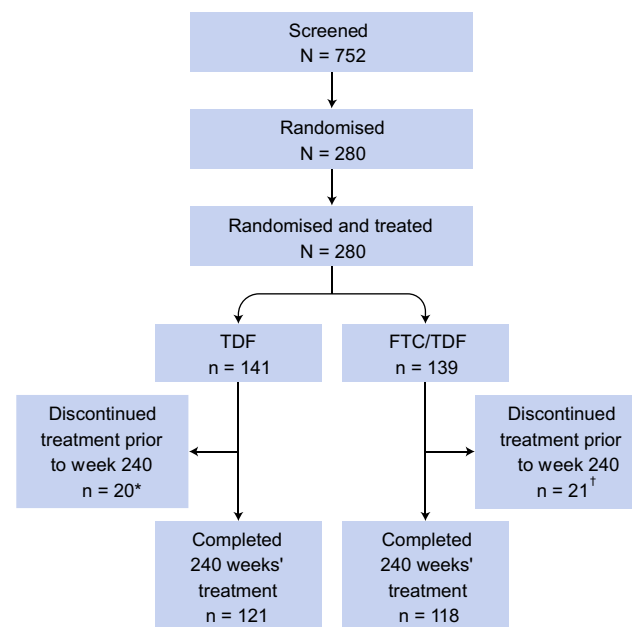 Screened
N = 752
Randomised
N = 280
Randomised and treated
N = 280
TDF
n = 141
FTC/TDF
n = 139
Discontinued
treatment prior
to week 240
n = 20*
Discontinued
treatment prior
to week 240
n = 21†
Completed
240 weeks'
treatment
n = 121
Completed
240 weeks'
treatment
n = 118